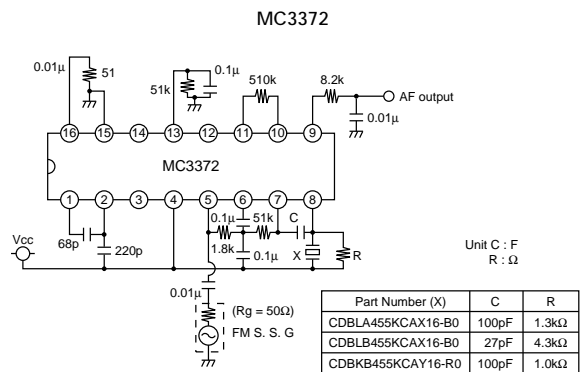 MC3372
0.01μ
51
51k
0.1μ
510k
8.2k
AF output
0.01μ
16 15 14 13 12 11 10 9
MC3372
1 2 3 4 5 6 7 8
Vcc
68p
220p
0.1μ
51k
C
1.8k
0.1μ
X
R
Unit C : F
R : Ω
0.01μ
(Rg = 50Ω)
FM S. S. G
Part Number (X) C R
CDBLA455KCAX16-B0 100pF 1.3kΩ
CDBLB455KCAX16-B0 27pF 4.3kΩ
CDBKB455KCAY16-R0 100pF 1.0kΩ